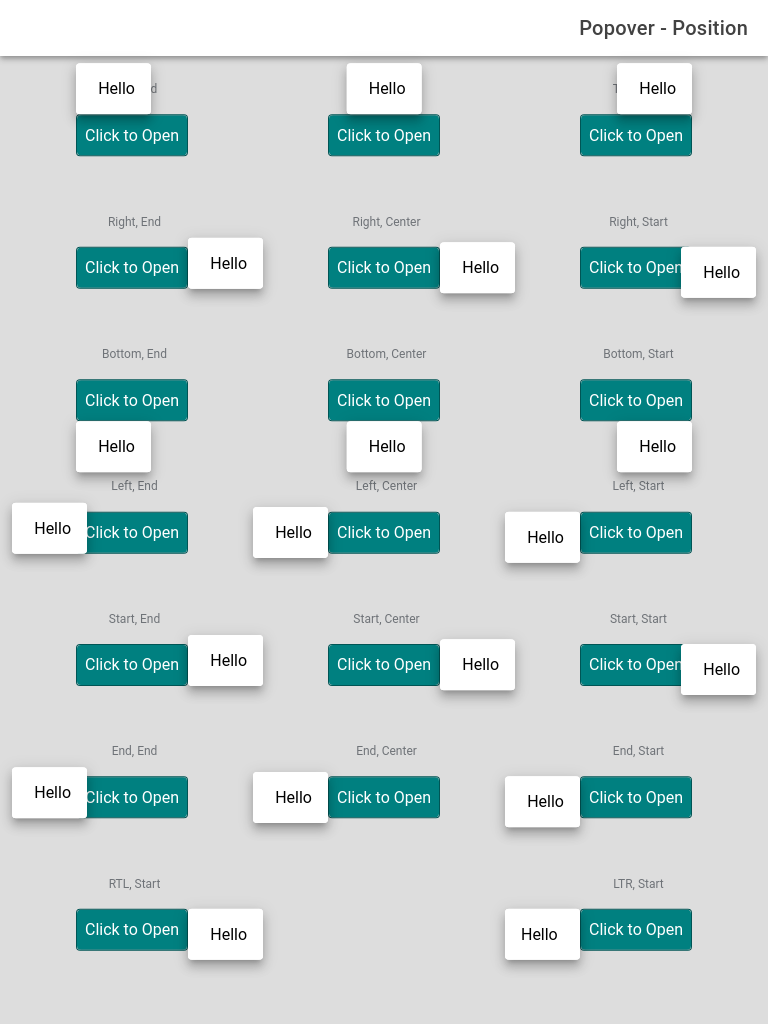 Popover - Position
Hello
Hello
Hello
Click to Open
Click to Open
Click to Open
Right, End
Right, Center
Right, Start
Click to Open
Hello
Click to Open
Hello
Click to Open
Hello
Bottom, End
Bottom, Center
Bottom, Start
Click to Open
Click to Open
Click to Open
Hello
Hello
Hello
Left, End
Left, Center
Left, Start
Hello
Click to Open
Hello
Click to Open
Hello
Click to Open
Start, End
Start, Center
Start, Start
Click to Open
Hello
Click to Open
Hello
Click to Open
Hello
End, End
End, Center
End, Start
Hello
Click to Open
Hello
Click to Open
Hello
Click to Open
RTL, Start
LTR, Start
Click to Open
Hello
Hello
Click to Open